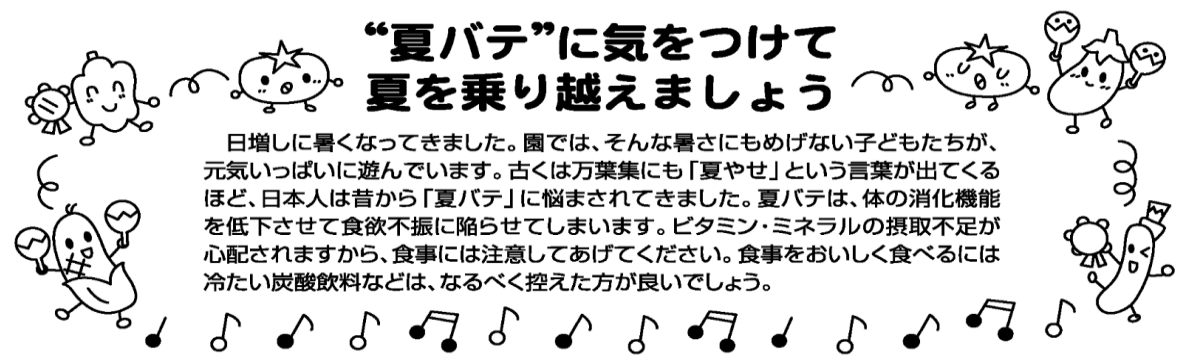 “夏バテ”に気をつけて
夏を乗り越えましょう
日増しに暑くなってきました。園では、そんな暑さにもめげない子どもたちが、
元気いっぱいに遊んでいます。古くは万葉集にも「夏やせ」という言葉が出てくる
ほど、日本人は昔から「夏バテ」に悩まされてきました。夏バテは、体の消化機能
を低下させて食欲不振に陥らせてしまいます。ビタミン・ミネラルの摂取不足が
心配されますから、食事には注意してあげてください。食事をおいしく食べるには
冷たい炭酸飲料などは、なるべく控えた方が良いでしょう。